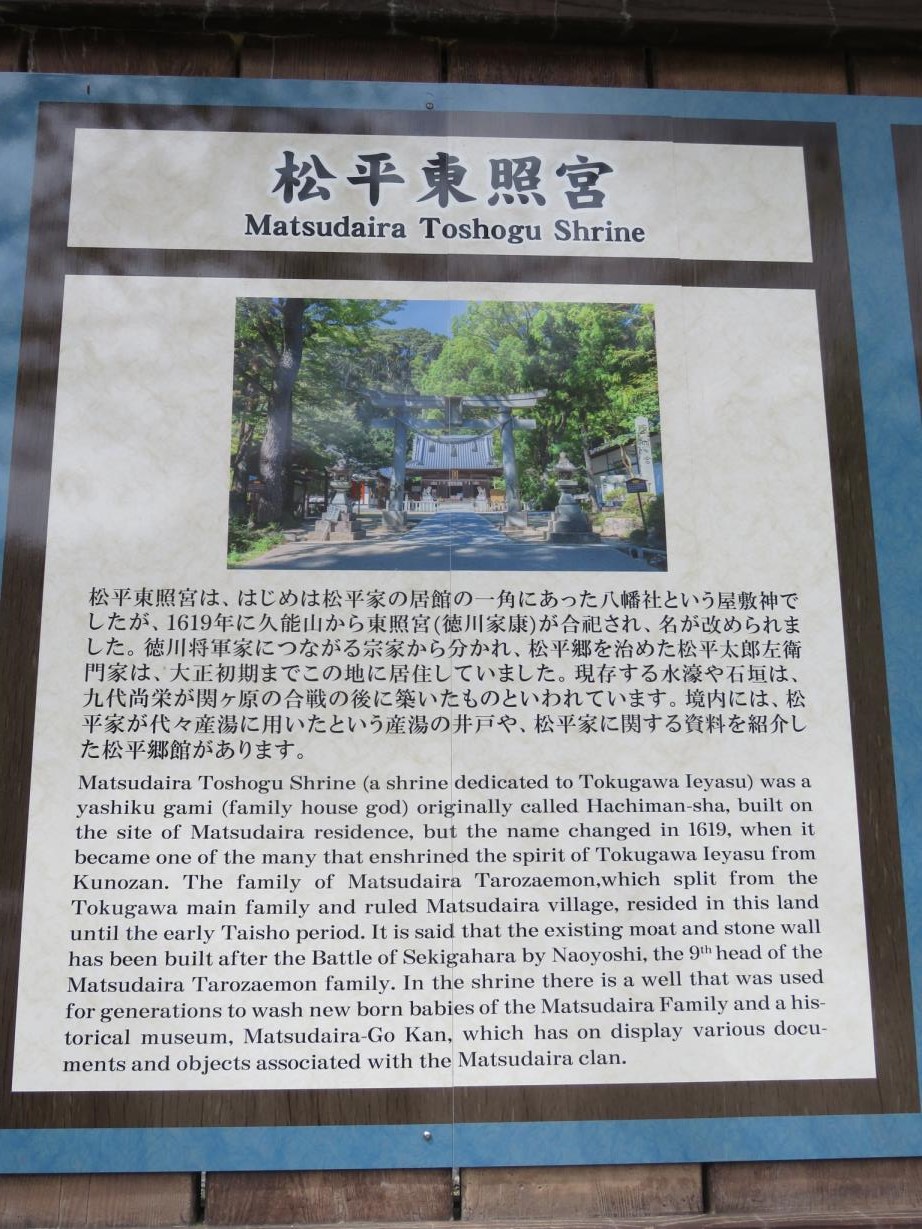 松平東照宮
Matsudaira Toshogu Shrine
松平東照宮は、はじめは松平家の居館の一角にあった八幡社という屋敷神で
したが、1619年に久能山から東照宮(徳川家康)が合祀され、名が改められま
した。徳川将軍家につながる宗家から分かれ、松平郷を治めた松平太郎左衛
門家は、大正初期までこの地に居住していました。現存する水濠や石垣は、
九代尚栄が関ヶ原の合戦の後に築いたものといわれています。境内には、松
平家が代々産湯に用いたという産湯の井戸や、松平家に関する資料を紹介し
た松平郷館があります。
Matsudaira Toshogu Shrine (a shrine dedicated to Tokugawa Ieyasu) was a
yashiku gami (family house god) originally called Hachiman-sha, built on
the site of Matsudaira residence, but the name changed in 1619, when it
became one of the many that enshrined the spirit of Tokugawa Ieyasu from
Kunozan. The family of Matsudaira Tarozaemon,which split from the
Tokugawa main family and ruled Matsudaira village, resided in this land
until the early Taisho period. It is said that the existing moat and stone wall
has been built after the Battle of Sekigahara by Naoyoshi, the 9th head of the
Matsudaira Tarozaemon family. In the shrine there is a well that was used
for generations to wash new born babies of the Matsudaira Family and a his-
torical museum, Matsudaira-Go Kan, which has on display various docu-
ments and objects associated with the Matsudaira clan.